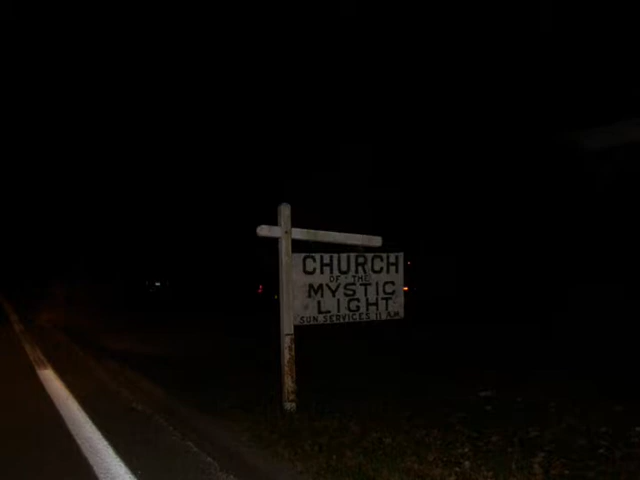 CHURCH
OF THE
MYSTIC
LIGHT
SUN. SERVICES 11 A.M.